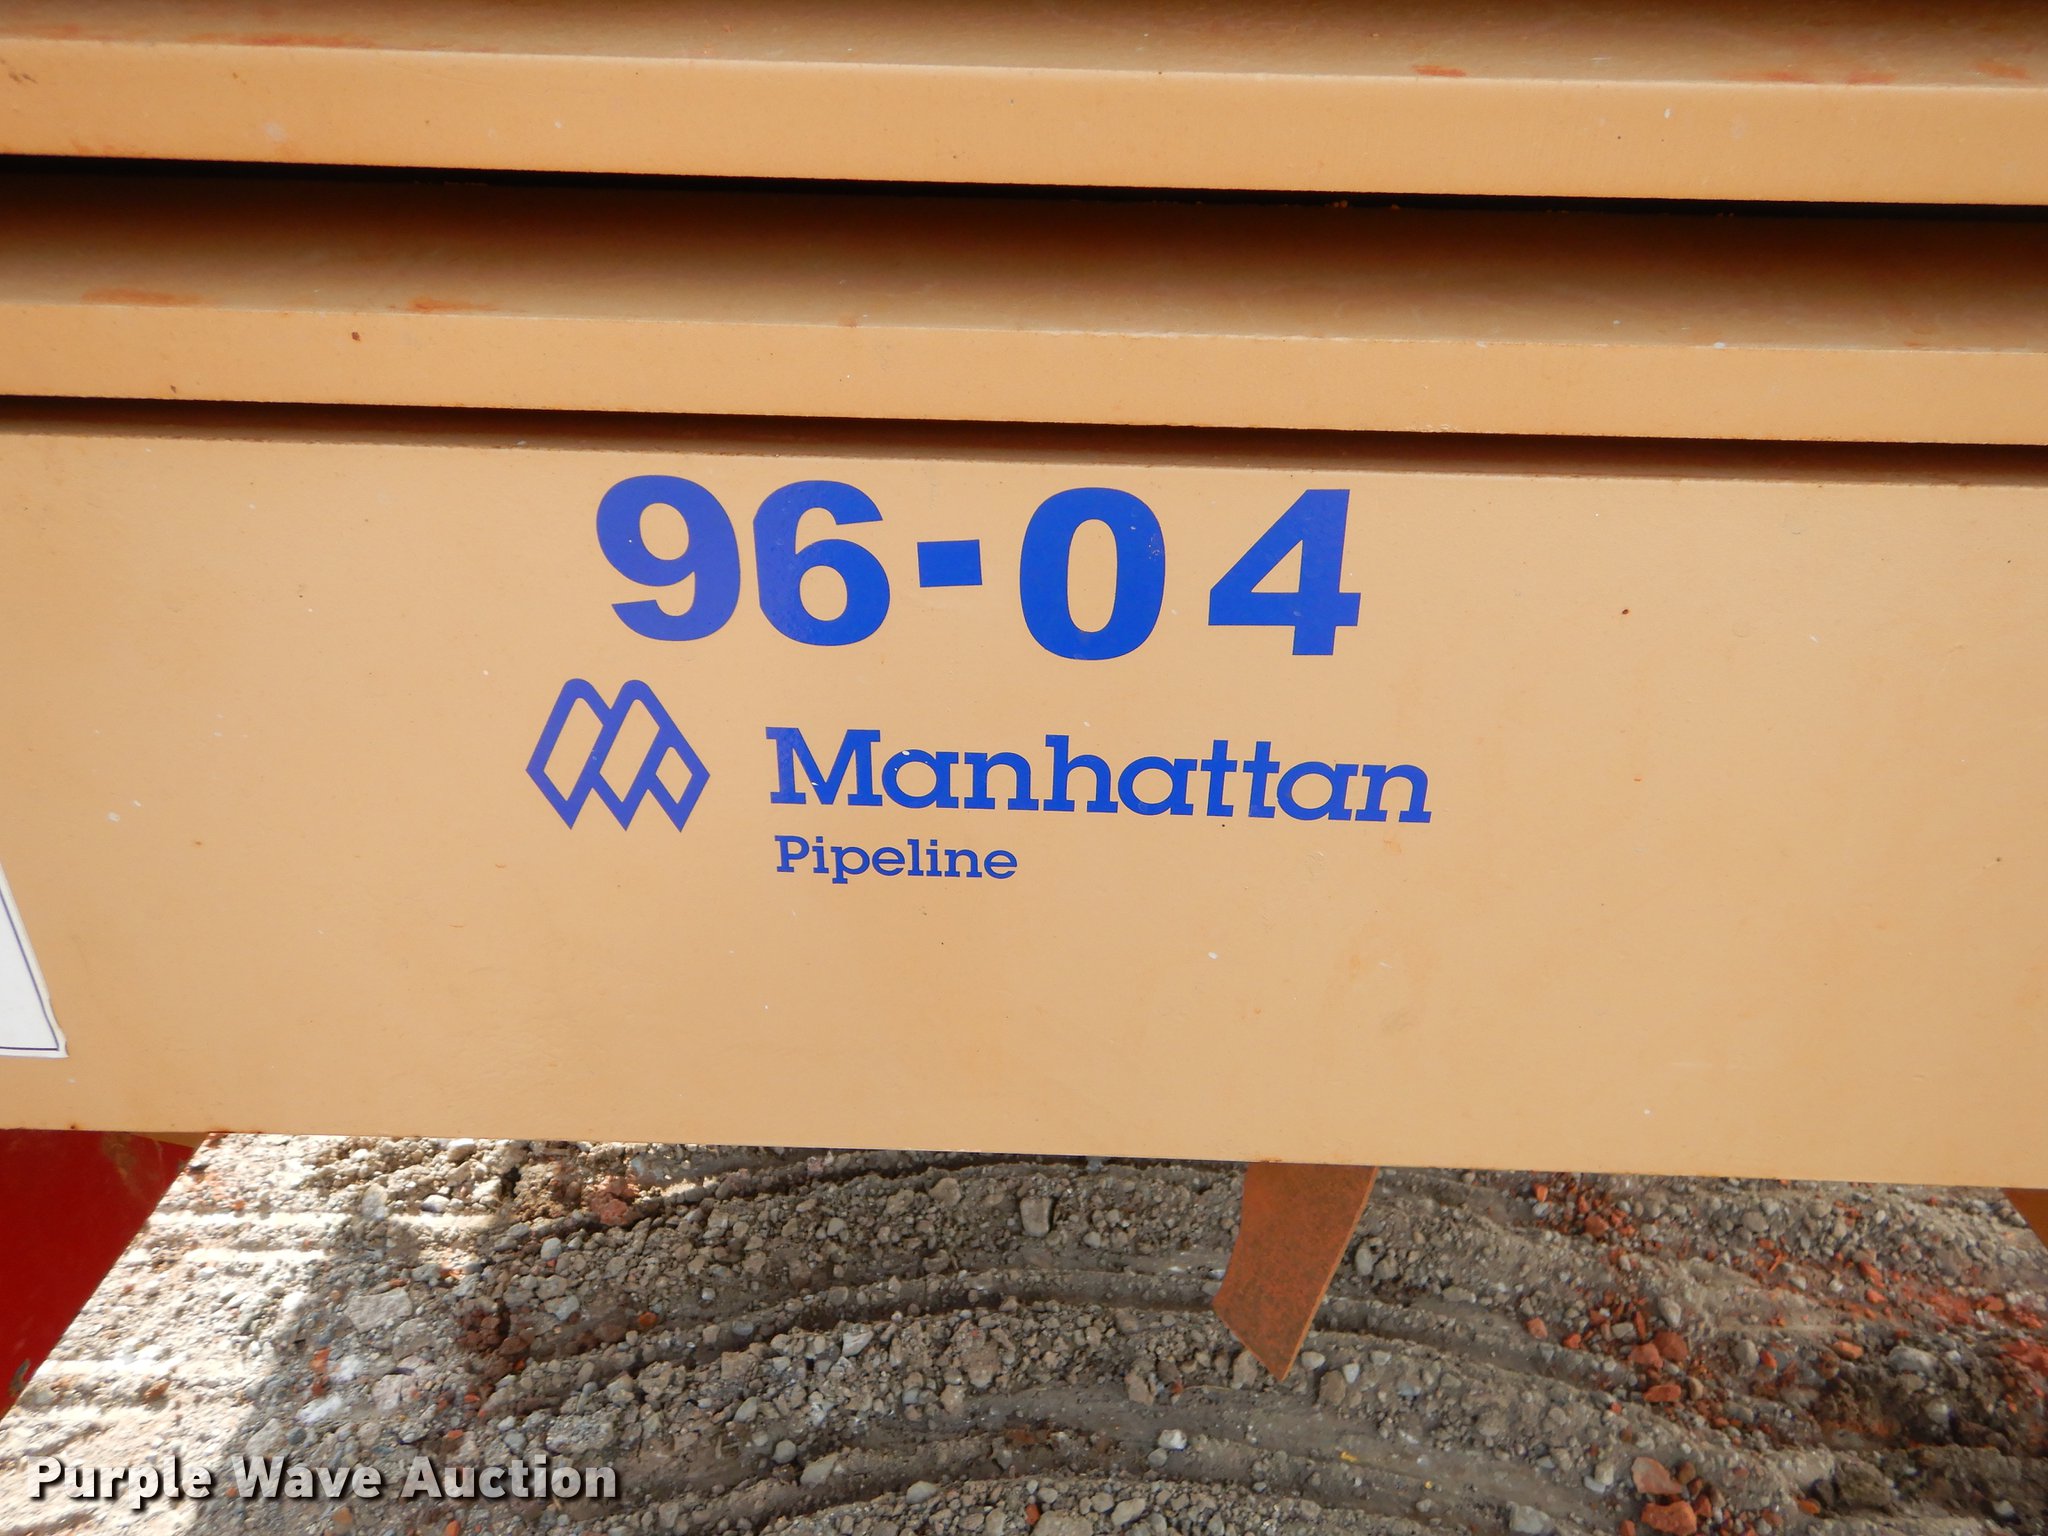 96-04
Manhattan
Pipeline
Purple Wave Auction